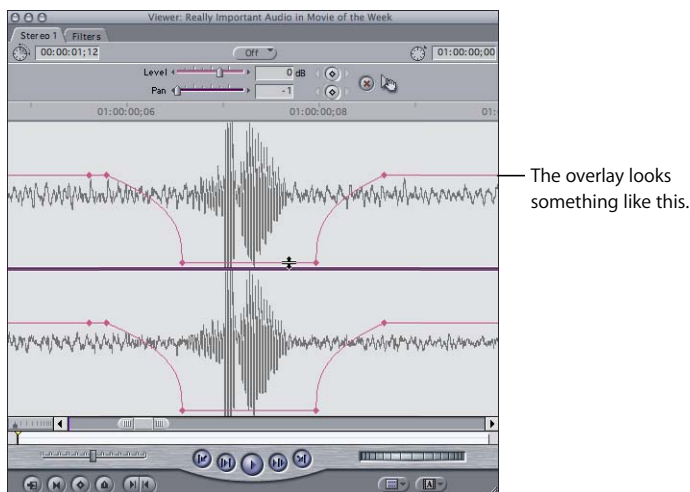 Viewer: Really Important Audio in Movie of the Week
Stereo 1 Filters
00:00:01;12 Off 01:00:00;00
Level 0 dB
Pan -1
01:00:00;06 01:00:00;08 01:
The overlay looks
something like this.
A